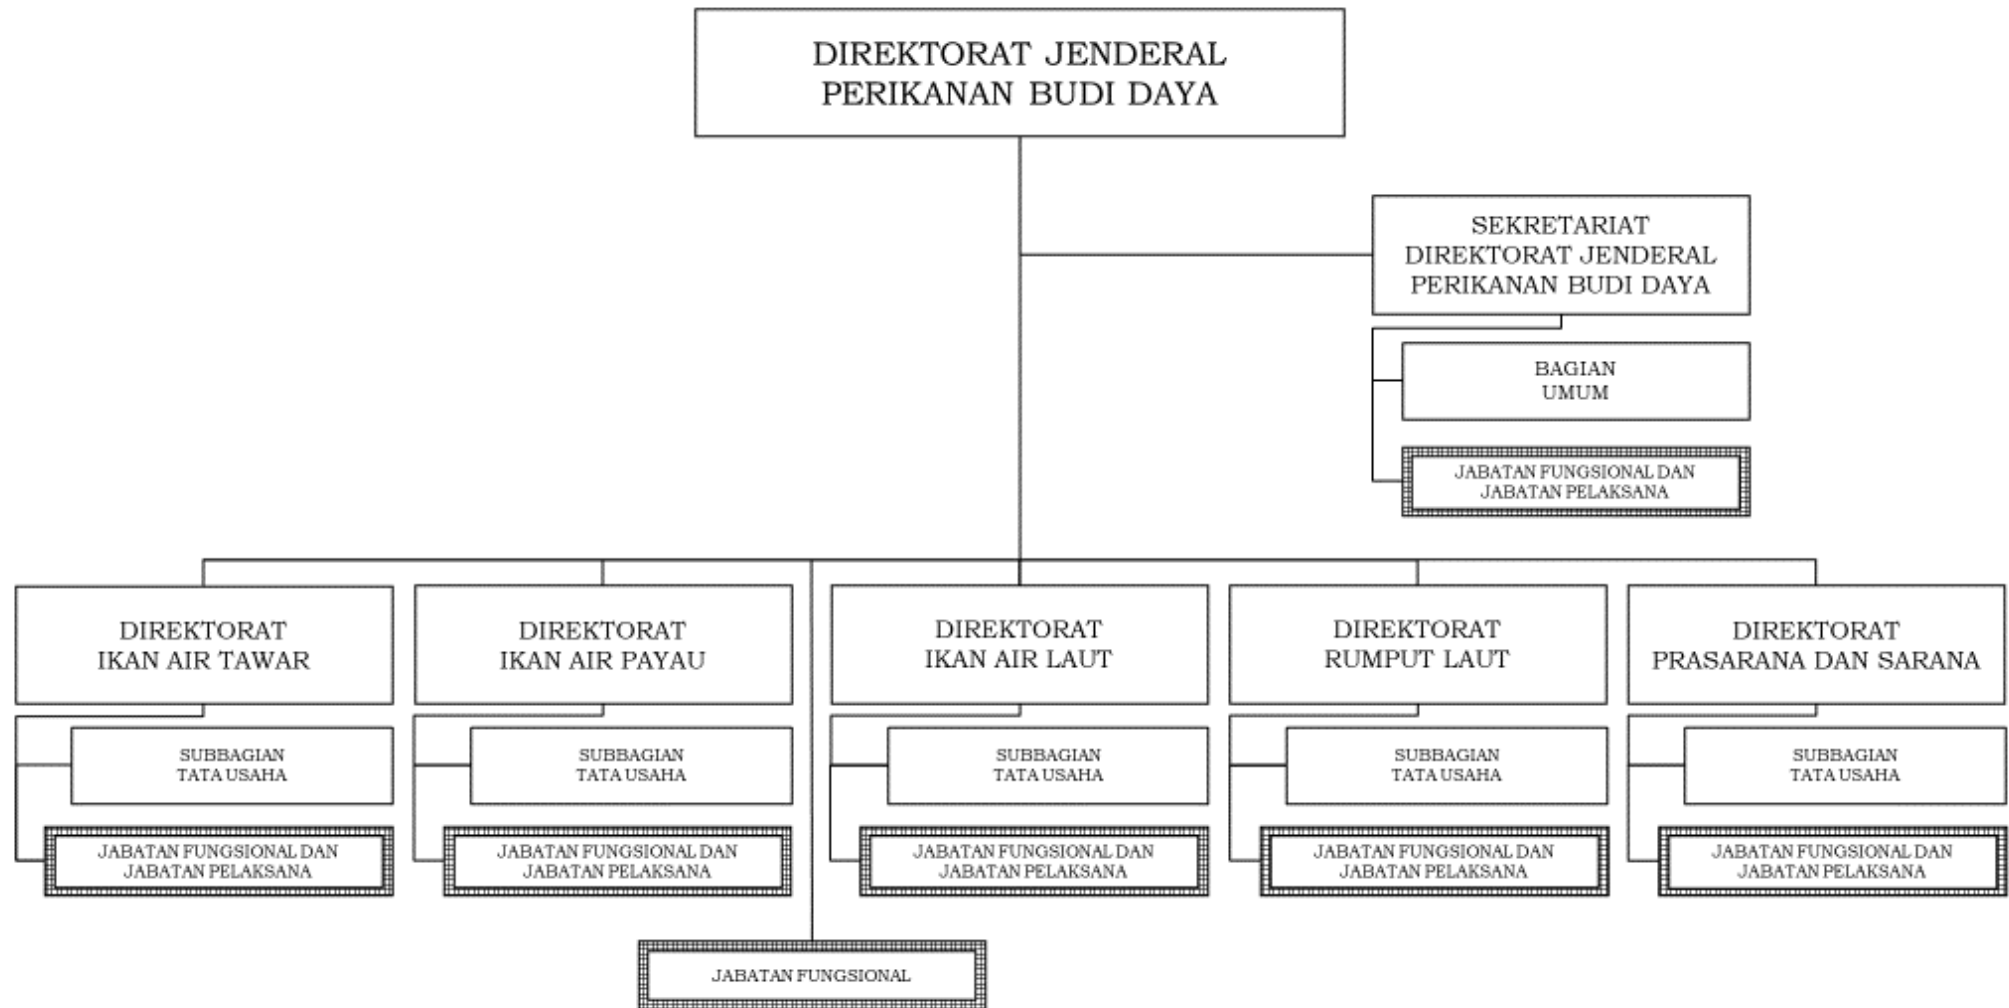 DIREKTORAT JENDERAL
PERIKANAN BUDI DAYA
SEKRETARIAT
DIREKTORAT JENDERAL
PERIKANAN BUDI DAYA
BAGIAN
UMUM
JABATAN FUNGSIONAL DAN
JABATAN PELAKSANA
DIREKTORAT
IKAN AIR TAWAR
SUBBAGIAN
TATA USAHA
JABATAN FUNGSIONAL DAN
JABATAN PELAKSANA
DIREKTORAT
IKAN AIR PAYAU
SUBBAGIAN
TATA USAHA
JABATAN FUNGSIONAL DAN
JABATAN PELAKSANA
DIREKTORAT
IKAN AIR LAUT
SUBBAGIAN
TATA USAHA
JABATAN FUNGSIONAL DAN
JABATAN PELAKSANA
DIREKTORAT
RUMPUT LAUT
SUBBAGIAN
TATA USAHA
JABATAN FUNGSIONAL DAN
JABATAN PELAKSANA
DIREKTORAT
PRASARANA DAN SARANA
SUBBAGIAN
TATA USAHA
JABATAN FUNGSIONAL DAN
JABATAN PELAKSANA
JABATAN FUNGSIONAL